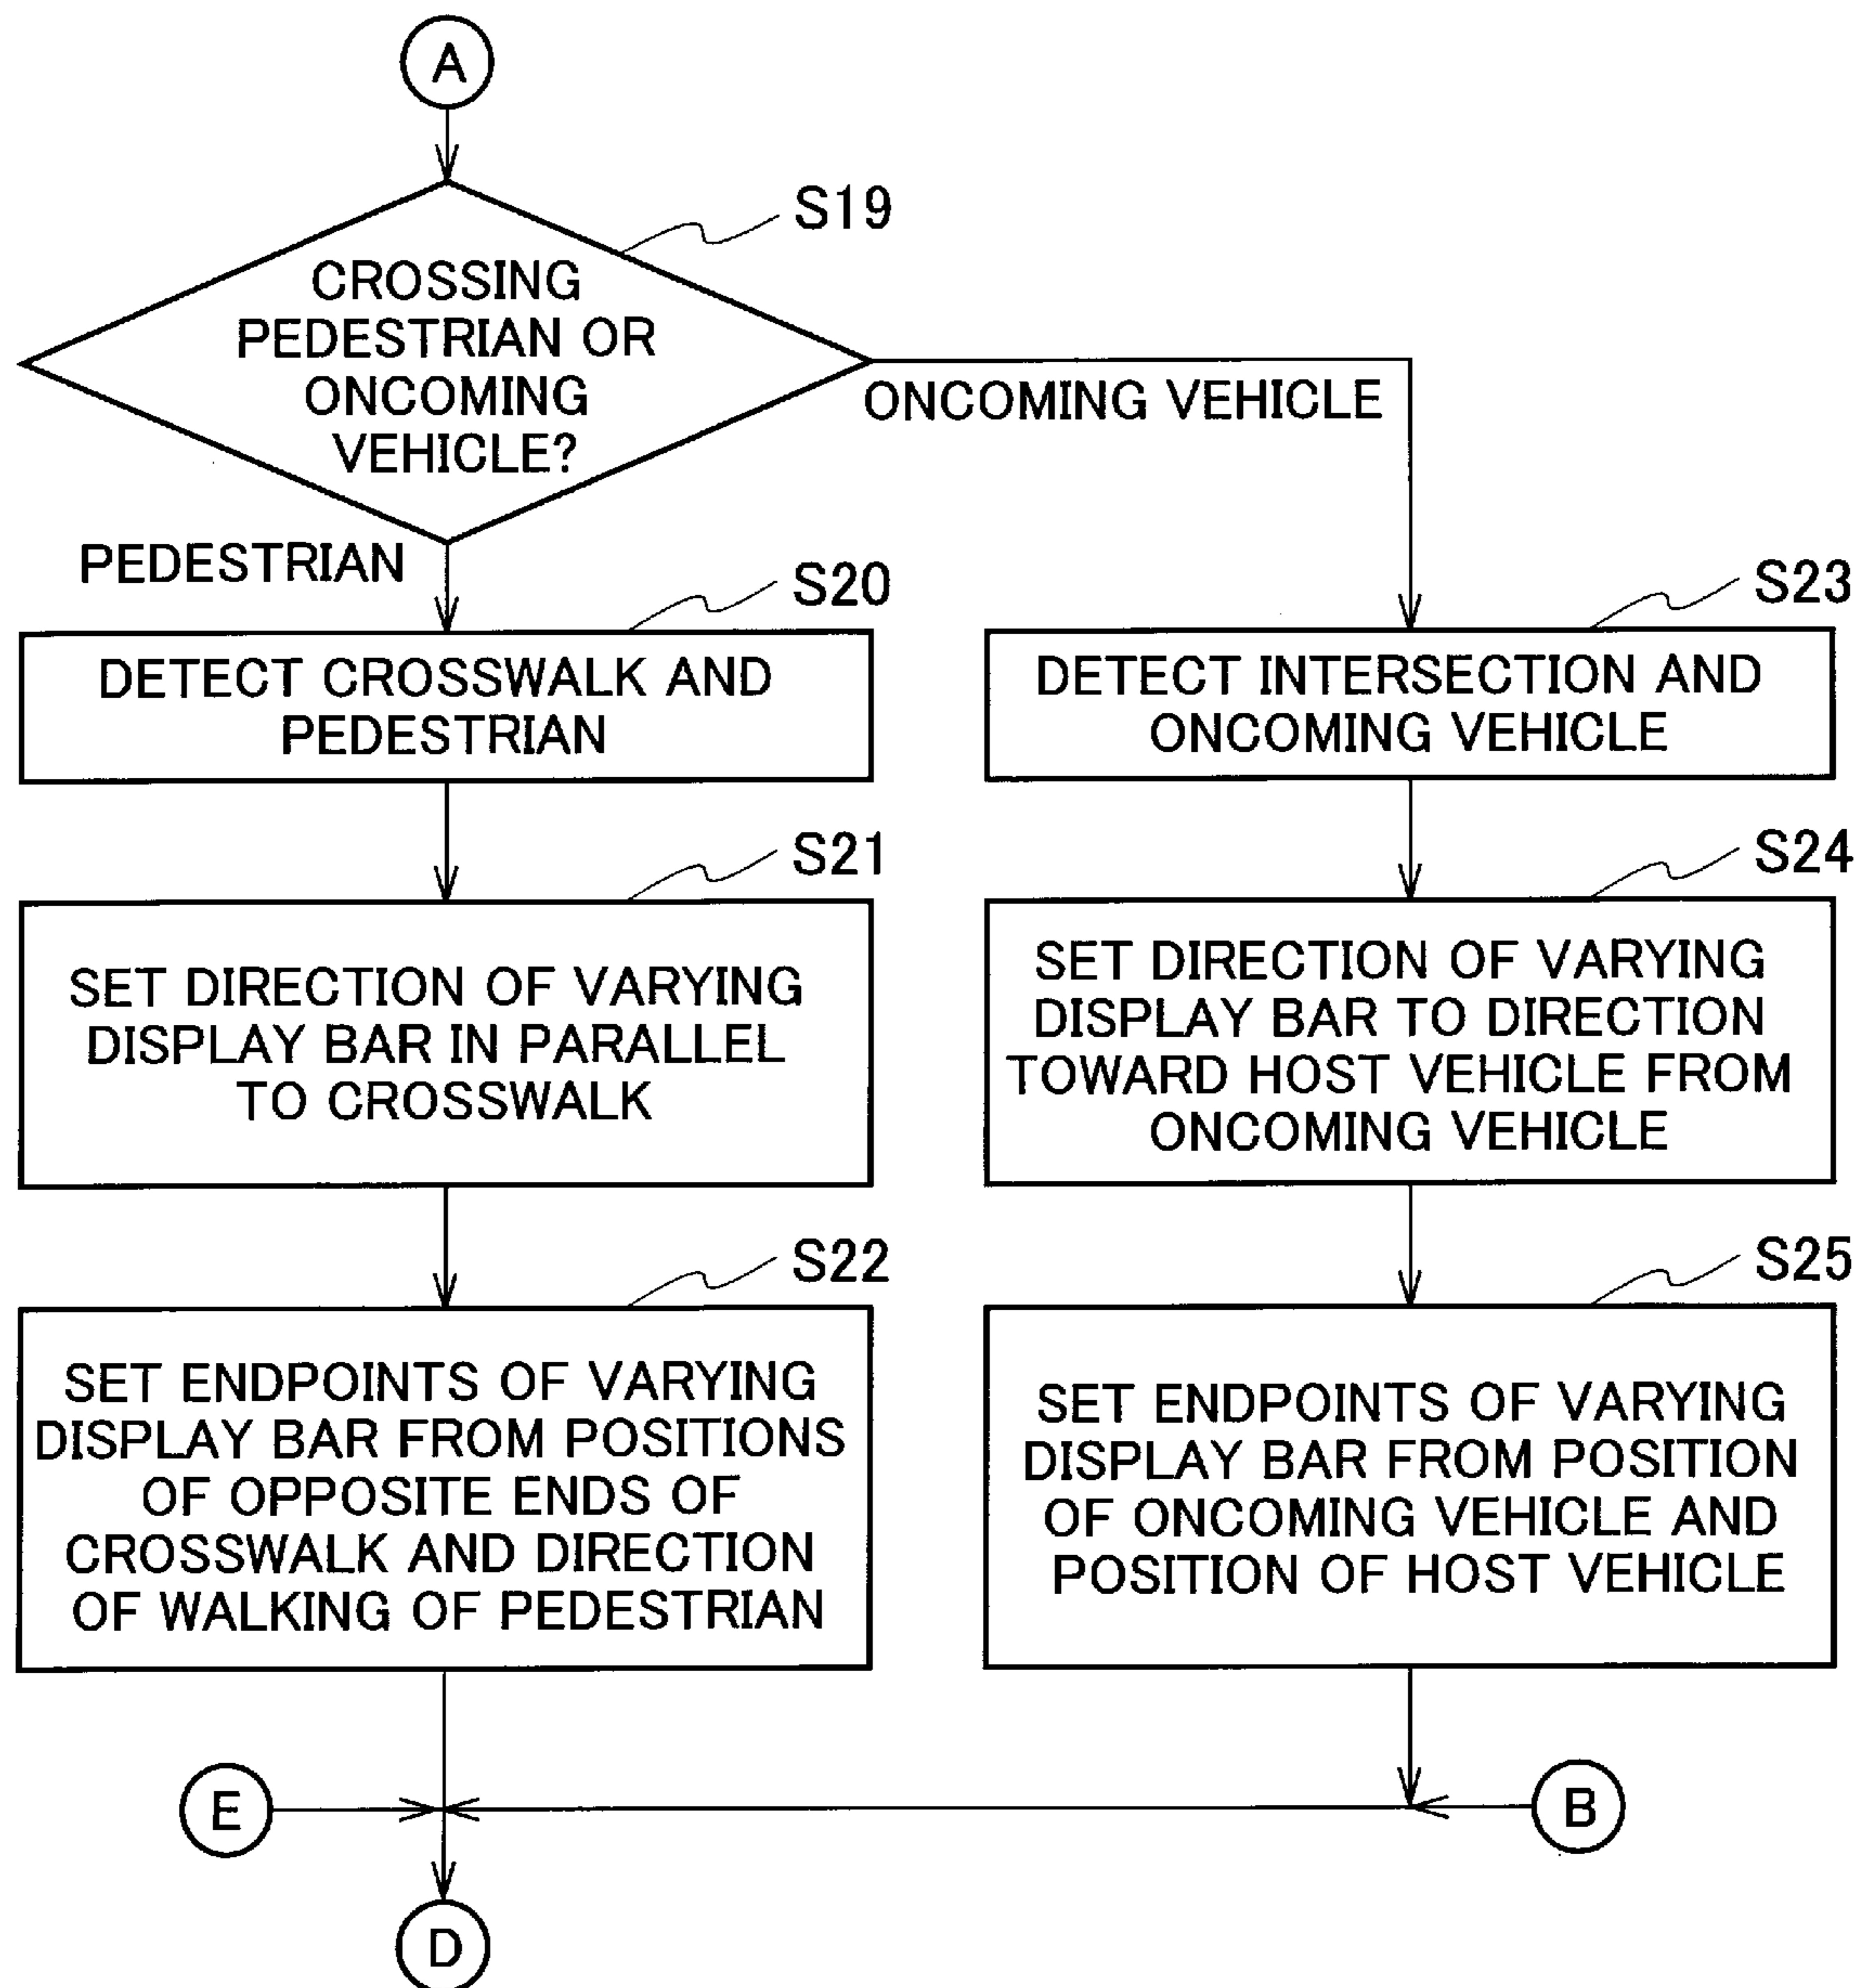 A
S19
CROSSING
PEDESTRIAN OR
ONCOMING
VEHICLE?
ONCOMING VEHICLE
PEDESTRIAN
S20
DETECT CROSSWALK AND
PEDESTRIAN
S23
DETECT INTERSECTION AND
ONCOMING VEHICLE
S21
SET DIRECTION OF VARYING
DISPLAY BAR IN PARALLEL
TO CROSSWALK
S24
SET DIRECTION OF VARYING
DISPLAY BAR TO DIRECTION
TOWARD HOST VEHICLE FROM
ONCOMING VEHICLE
S22
SET ENDPOINTS OF VARYING
DISPLAY BAR FROM POSITIONS
OF OPPOSITE ENDS OF
CROSSWALK AND DIRECTION
OF WALKING OF PEDESTRIAN
S25
SET ENDPOINTS OF VARYING
DISPLAY BAR FROM POSITION
OF ONCOMING VEHICLE AND
POSITION OF HOST VEHICLE
E
B
D